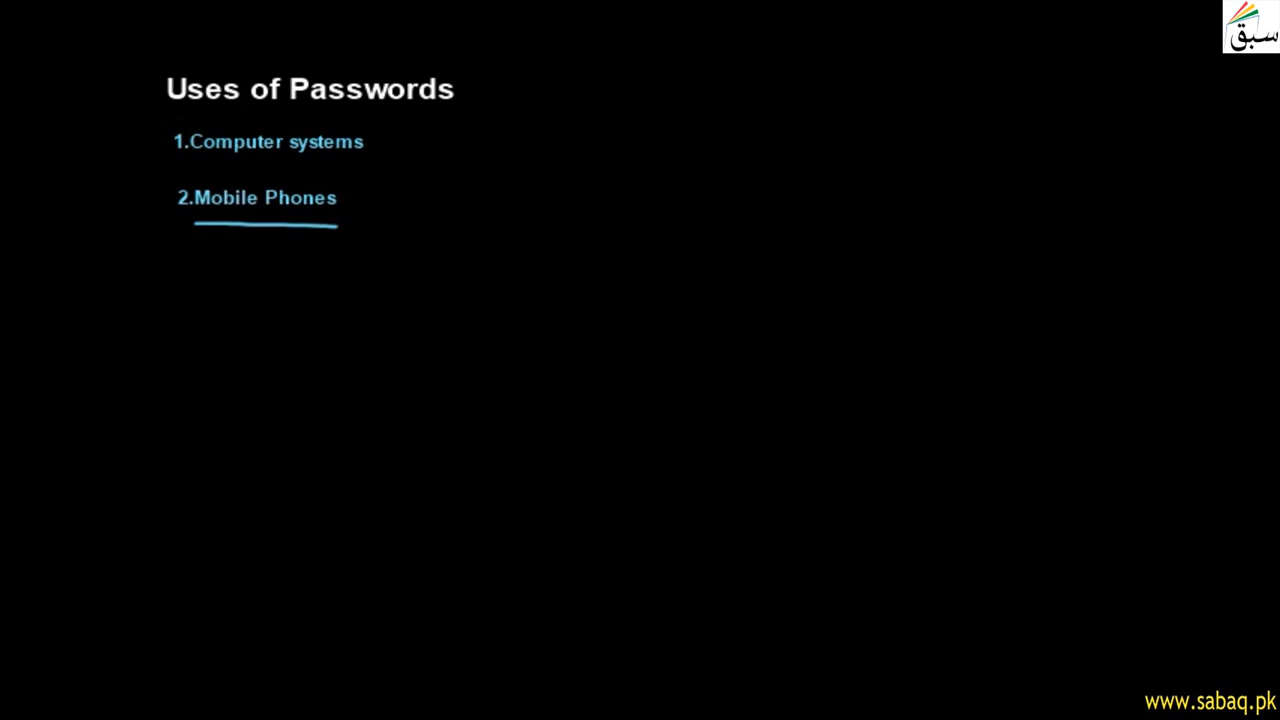 سبق
Uses of Passwords
1.Computer systems
2.Mobile Phones
www.sabaq.pk